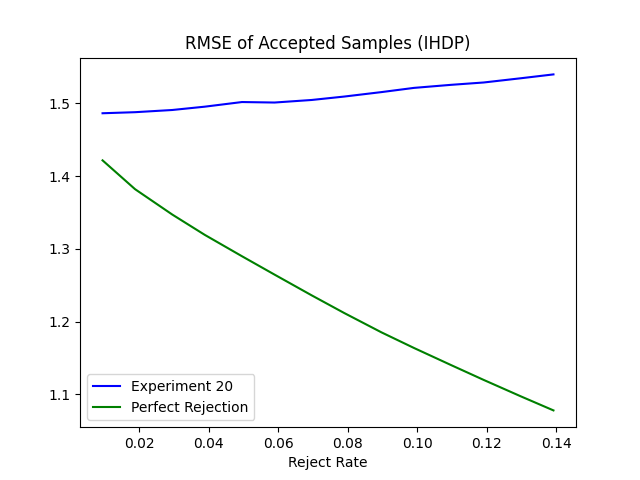 RMSE of Accepted Samples (IHDP)
1.5
1.4
1.3
1.2
1.1
Experiment 20
Perfect Rejection
0.02 0.04 0.06 0.08 0.10 0.12 0.14
Reject Rate